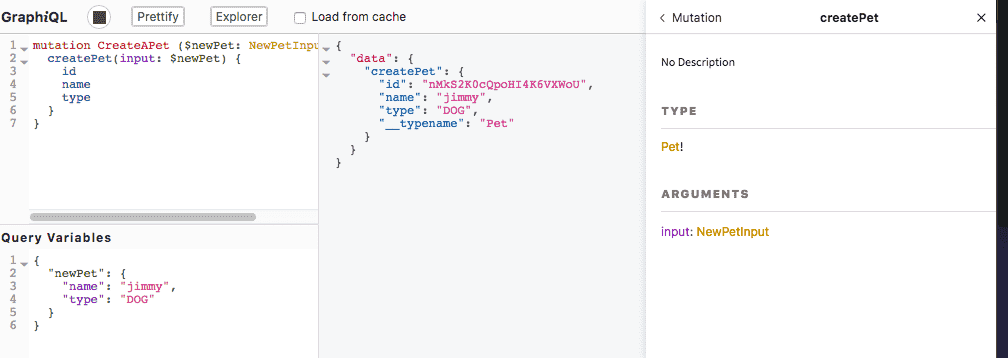 GraphiQL Prettify Explorer Load from cache
1 mutation CreateAPet ($newPet: NewPetInpu
2 createPet(input: $newPet) {
3 id
4 name
5 type
6 }
7 }
Query Variables
1 {
2 "newPet": {
3 "name": "jimmy",
4 "type": "DOG"
5 }
6 }
{
"data": {
"createPet": {
"id": "nMkS2K0cQpoHI4K6VXWoU",
"name": "jimmy",
"type": "DOG",
"__typename": "Pet"
}
}
}
Mutation createPet
No Description
TYPE
Pet!
ARGUMENTS
input: NewPetInput